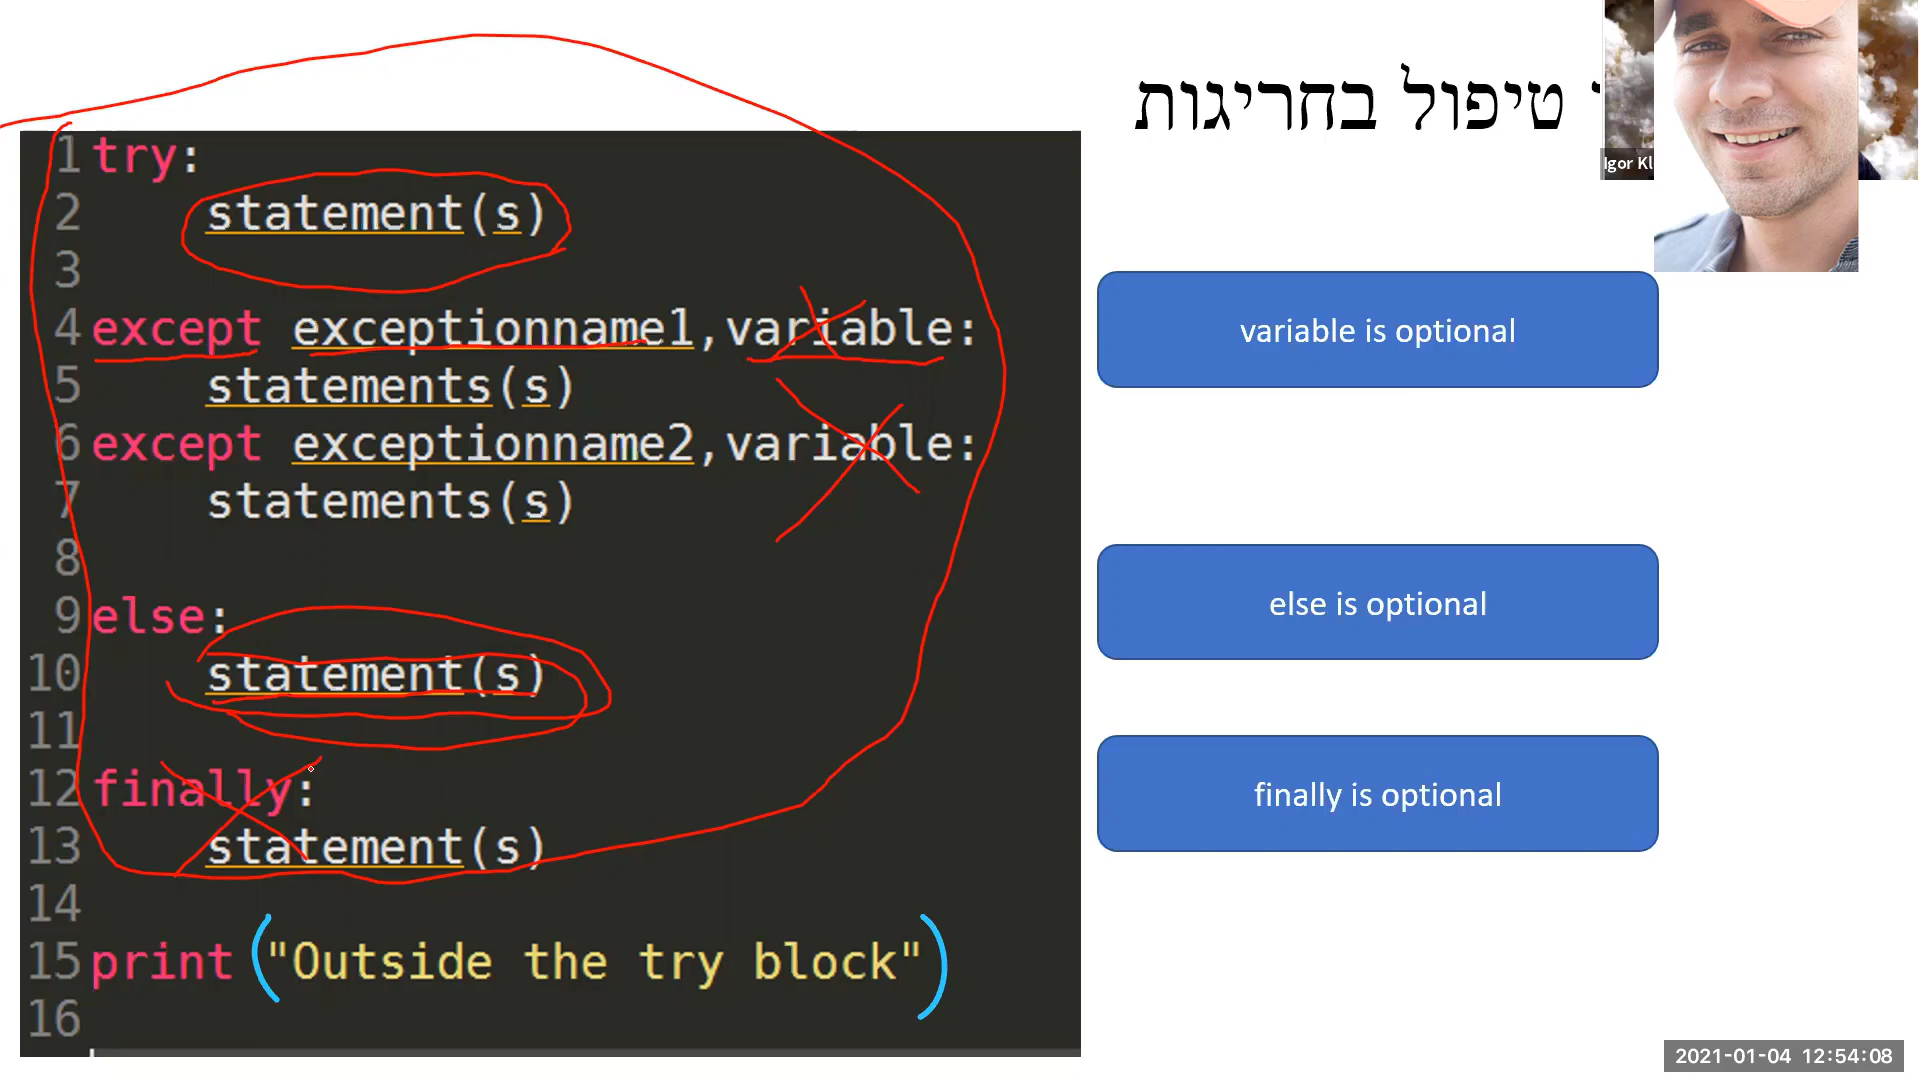 טיפול בחריגות
Igor Kl
1 try:
2 statement(s)
3
4 except exceptionname1,variable:
5 statements(s)
6 except exceptionname2,variable:
7 statements(s)
8
9 else:
10 statement(s)
11
12 finally:
13 statement(s)
14
15 print ("Outside the try block")
16
variable is optional
else is optional
finally is optional
2021-01-04 12:54:08